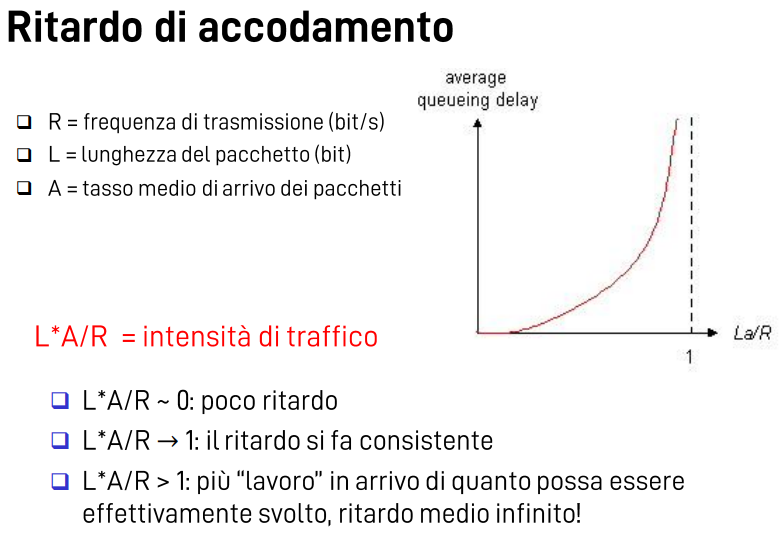 Ritardo di accodamento
average
queueing delay
R = frequenza di trasmissione (bit/s)
L = lunghezza del pacchetto (bit)
A = tasso medio di arrivo dei pacchetti
La/R
1
L*A/R = intensità di traffico
L*A/R ~ 0: poco ritardo
L*A/R → 1: il ritardo si fa consistente
L*A/R > 1: più “lavoro” in arrivo di quanto possa essere
effettivamente svolto, ritardo medio infinito!